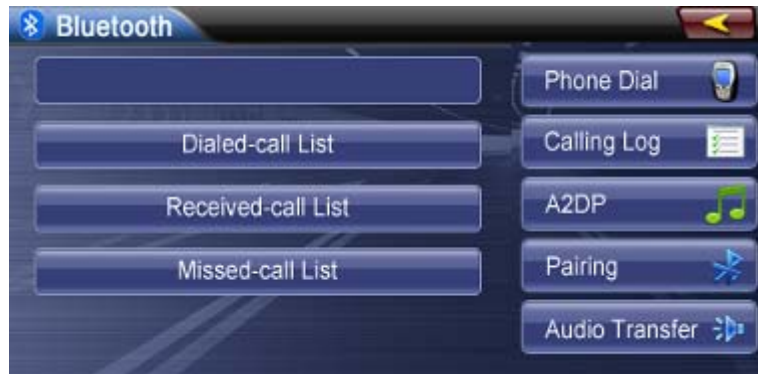 Bluetooth
Dialed-call List
Received-call List
Missed-call List
Phone Dial
Calling Log
A2DP
Pairing
Audio Transfer